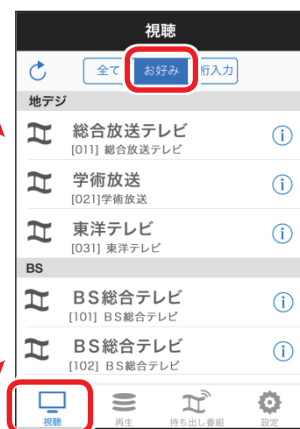 視聴
全て お好み 桁入力
地デジ
総合放送テレビ
[011] 総合放送テレビ
学術放送
[021]学術放送
東洋テレビ
[031] 東洋テレビ
BS
BS総合テレビ
[101] BS総合テレビ
BS総合テレビ
[102] BS総合テレビ
視聴 再生 持ち出し番組 設定